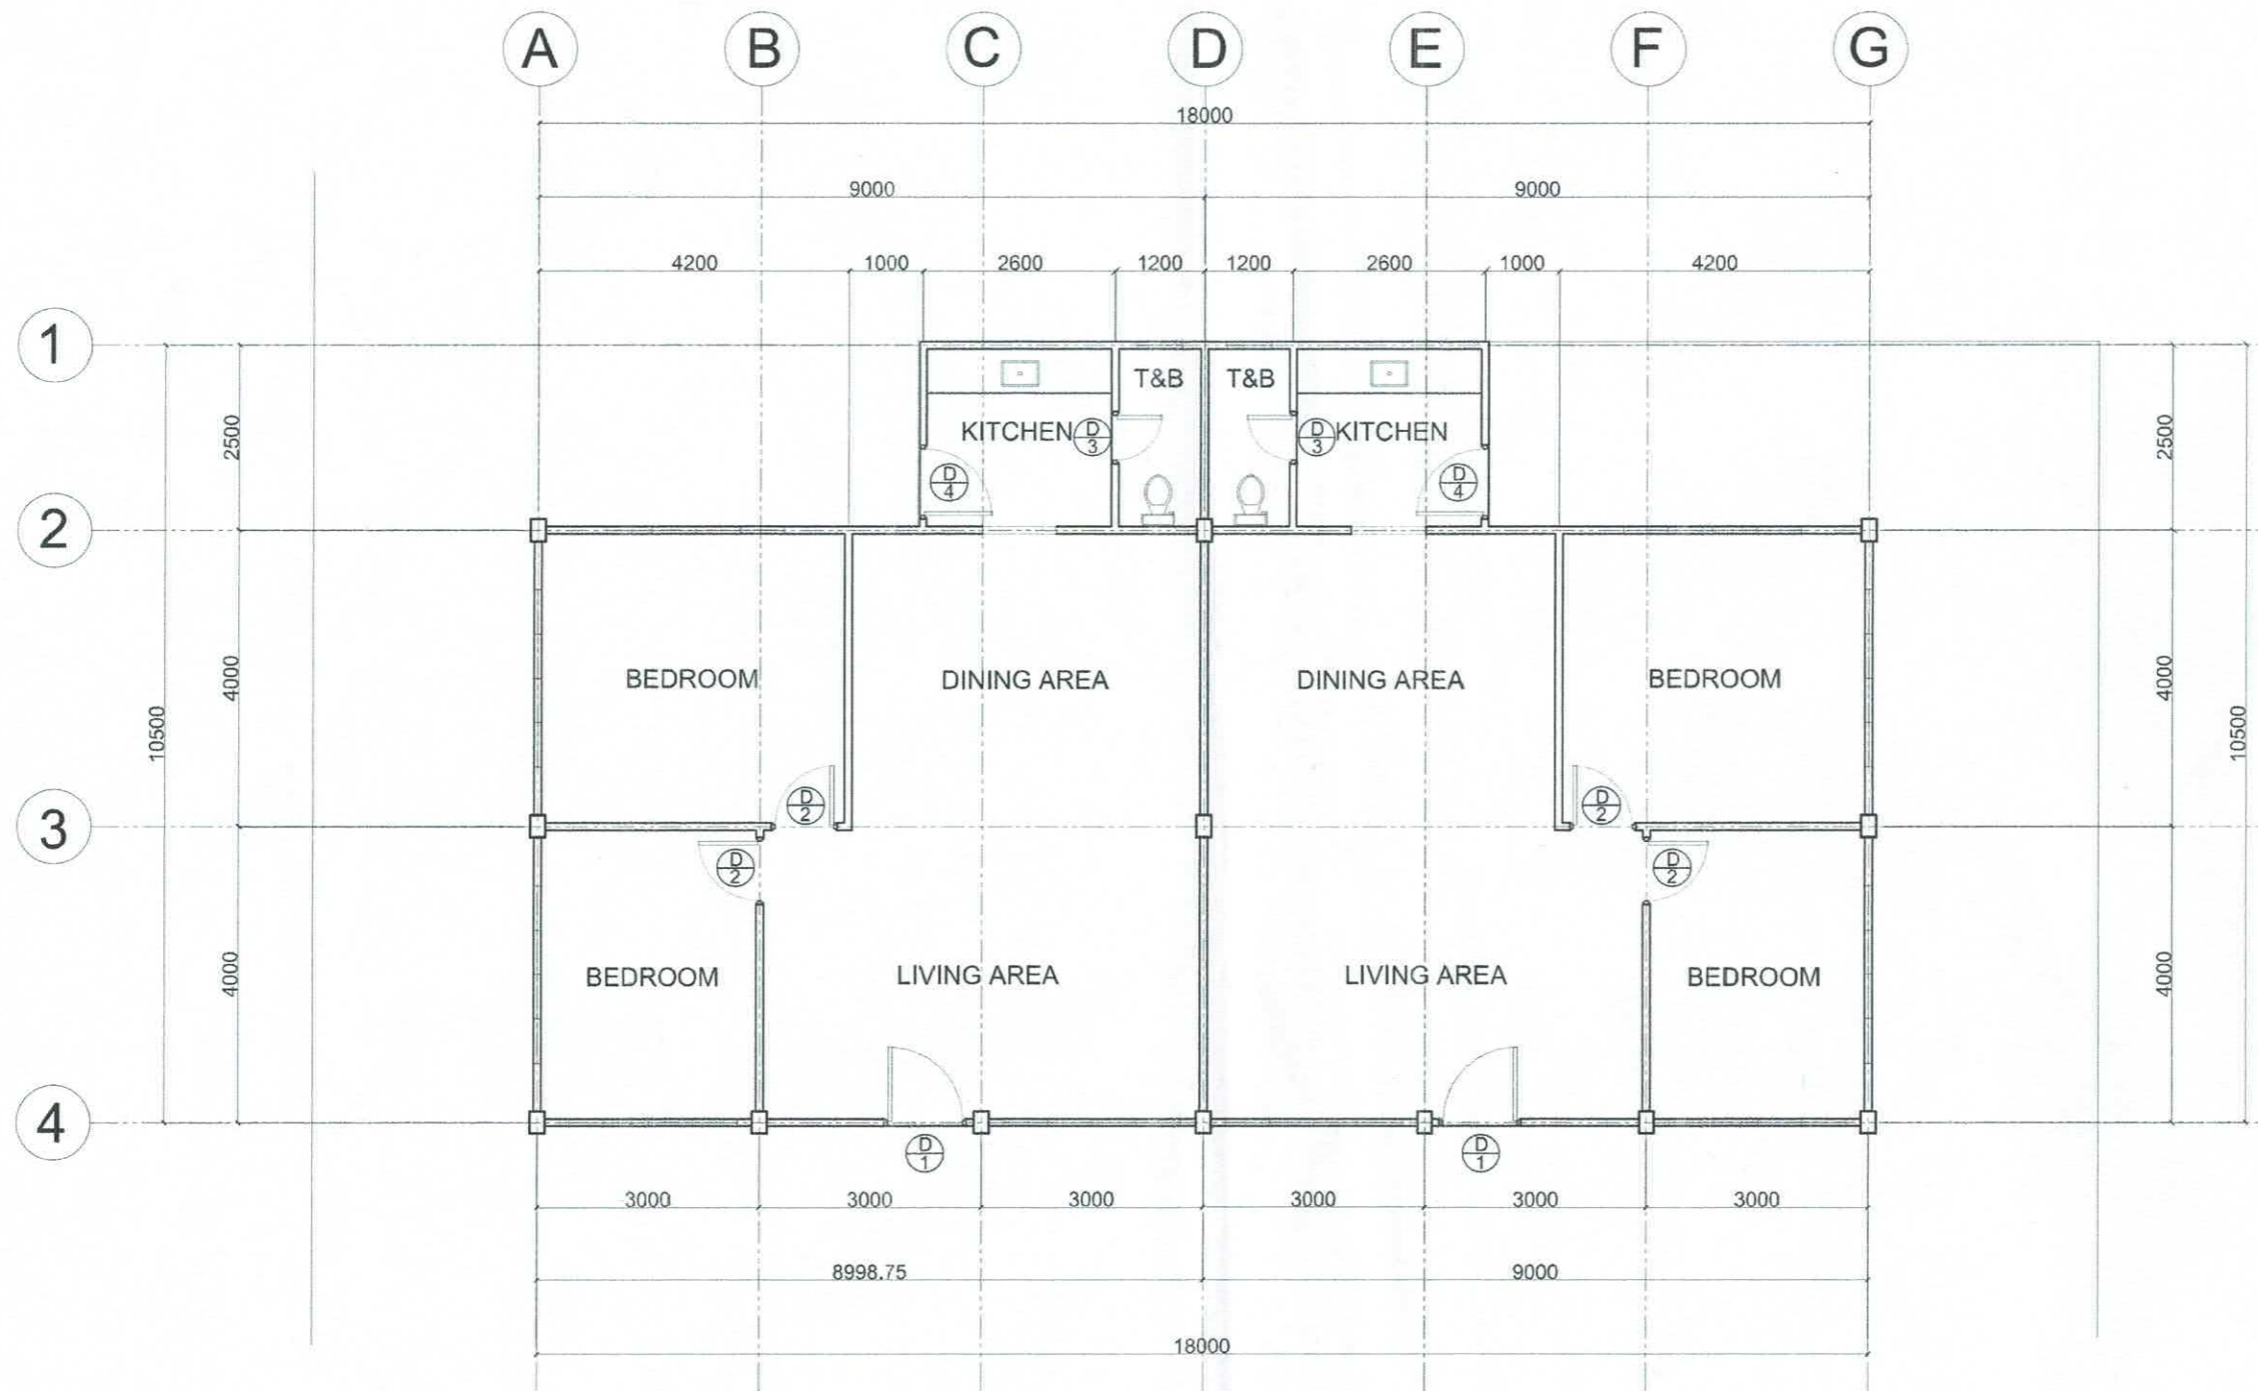 A B C D E F G
18000
9000 9000
4200 1000 2600 1200 1200 2600 1000 4200
1
T&B T&B
KITCHEN D 3 D 3 KITCHEN
2500 2500
D 4 D 4
2
BEDROOM DINING AREA DINING AREA BEDROOM
4000 4000
10500 10500
D 2 D 2
3
D 2 D 2
BEDROOM LIVING AREA LIVING AREA BEDROOM
4000 4000
4
D 1 D 1
3000 3000 3000 3000 3000 3000
8998.75 9000
18000